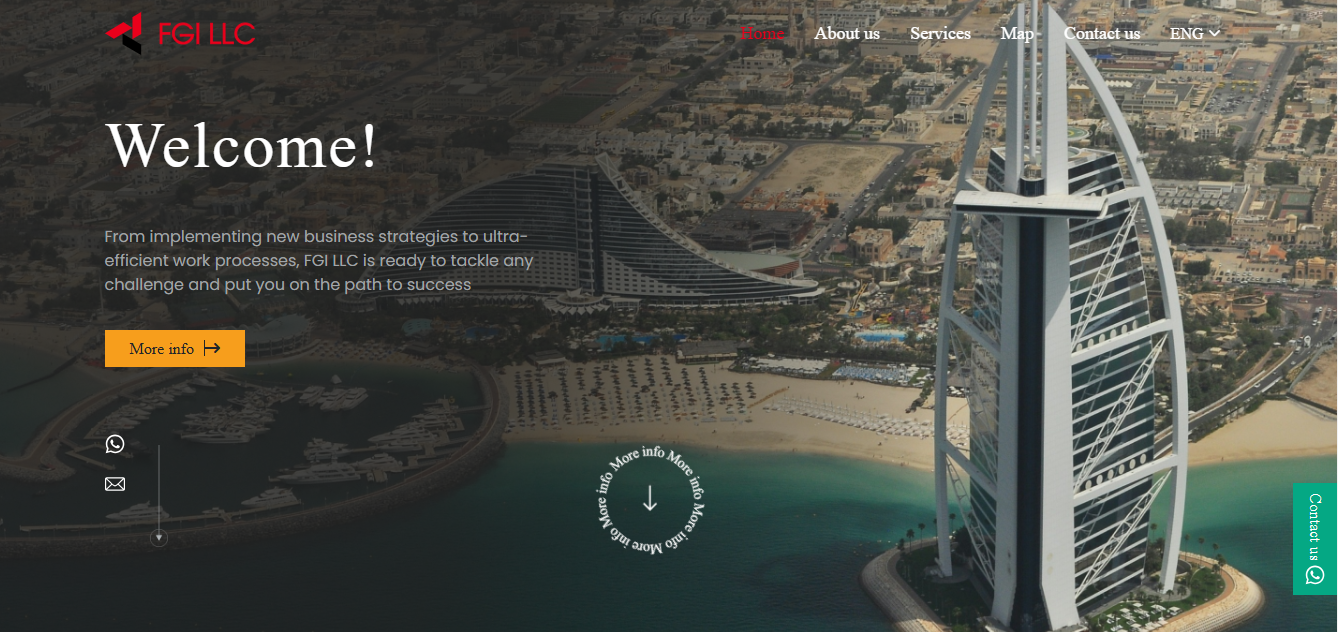 FGI LLC
Home
About us
Services
Map
Contact us
ENG
Welcome!
From implementing new business strategies to ultra-
efficient work processes, FGI LLC is ready to tackle any
challenge and put you on the path to success
More info
More info More info More info More info More info
Contact us